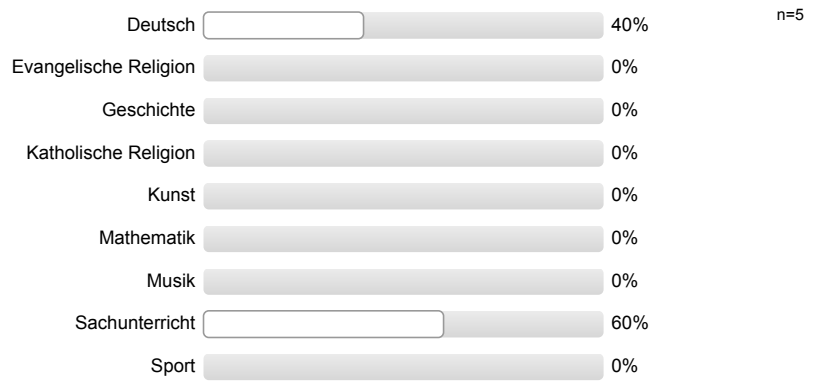 n=5
Deutsch 40%
Evangelische Religion 0%
Geschichte 0%
Katholische Religion 0%
Kunst 0%
Mathematik 0%
Musik 0%
Sachunterricht 60%
Sport 0%